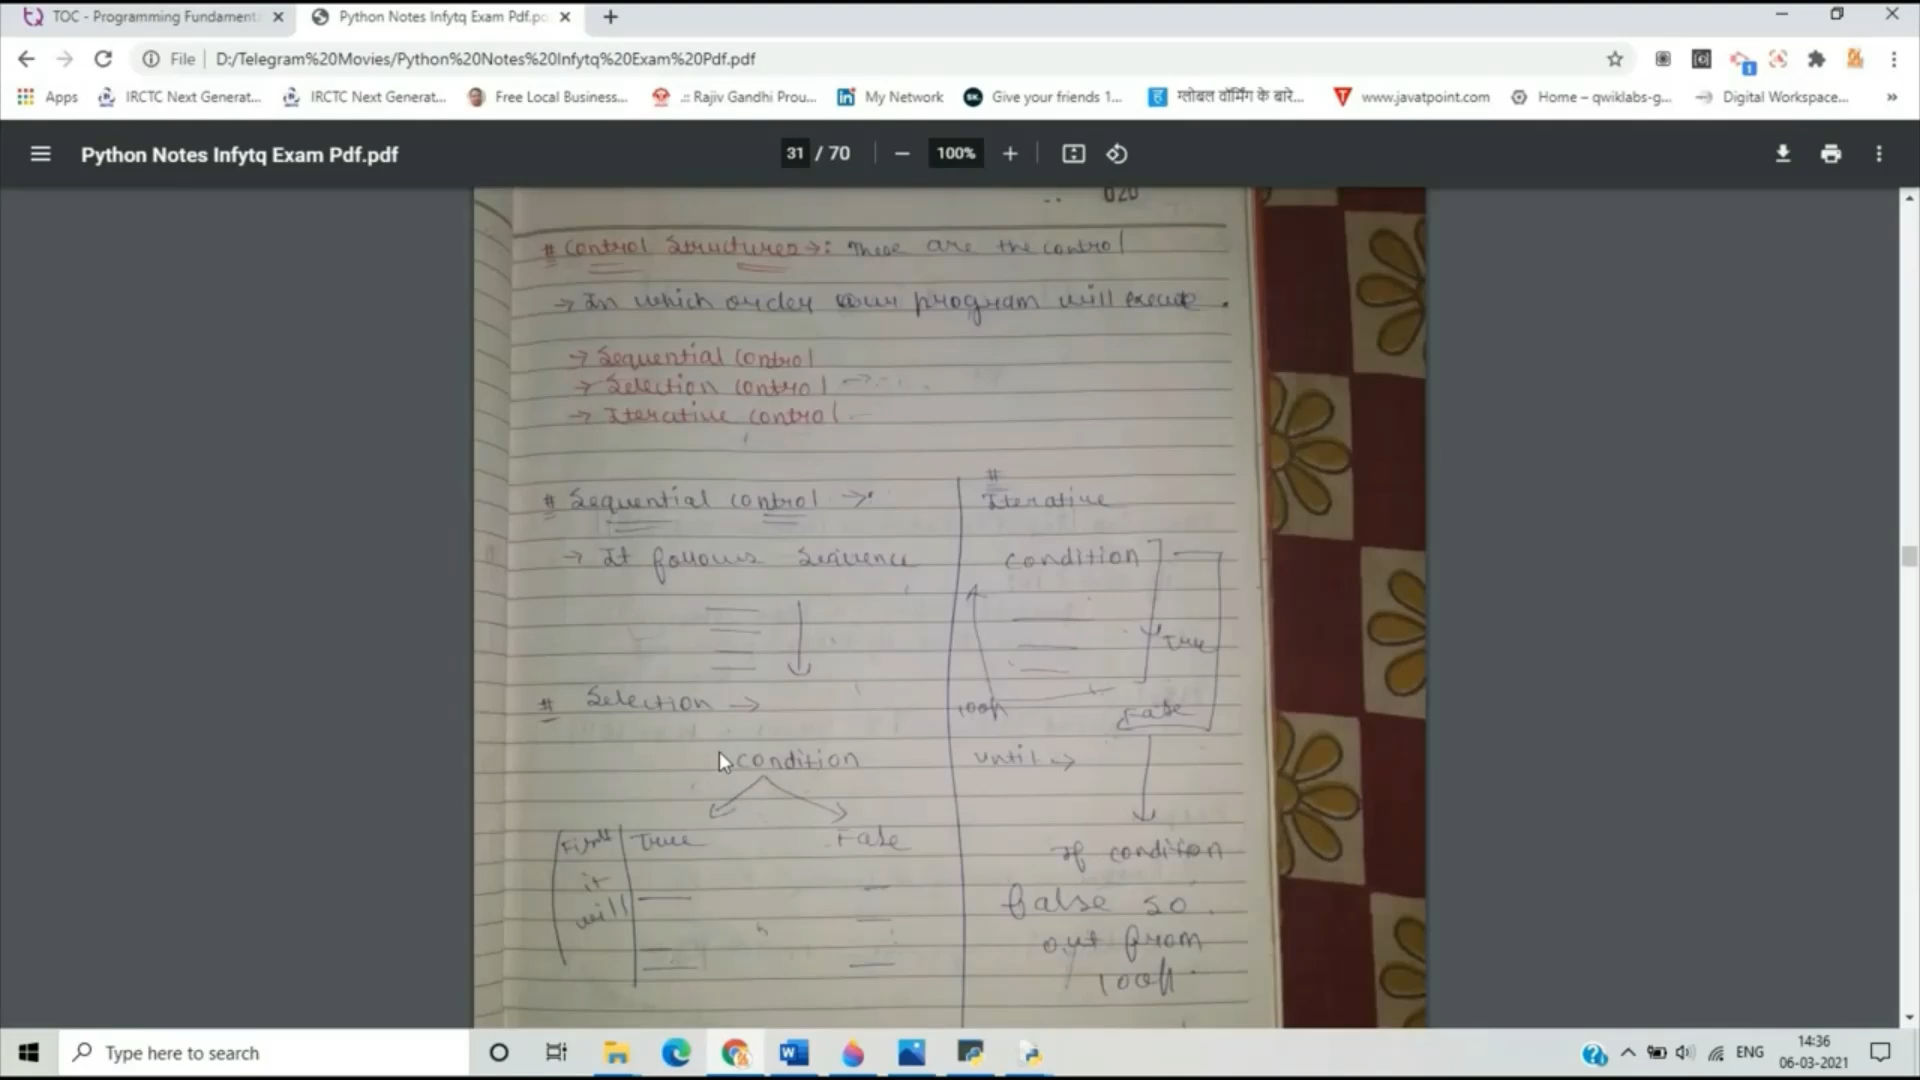 TOC - Programming Fundament
Python Notes Infytq Exam Pdf.po
File | D:/Telegram%20Movies/Python%20Notes%20Infytq%20Exam%20Pdf.pdf
Apps
IRCTC Next Generat...
IRCTC Next Generat...
Free Local Business...
.:: Rajiv Gandhi Prou...
My Network
Give your friends 1...
ग्लोबल वॉर्मिंग के बारे...
www.javatpoint.com
Home – qwiklabs-g...
Digital Workspace...
Python Notes Infytq Exam Pdf.pdf
31 / 70
100%
# Control Structures →: These are the control
→ In which order your program will execute.
→ Sequential control
→ Selection control →
→ Iterative control
# Sequential control →:
→ It follows sequence
# Selection →
condition
True False
First
it
will
#
Iterative
condition
True
loop
False
until →
If condition
false so
out from
loop
Type here to search
ENG
14:36
06-03-2021